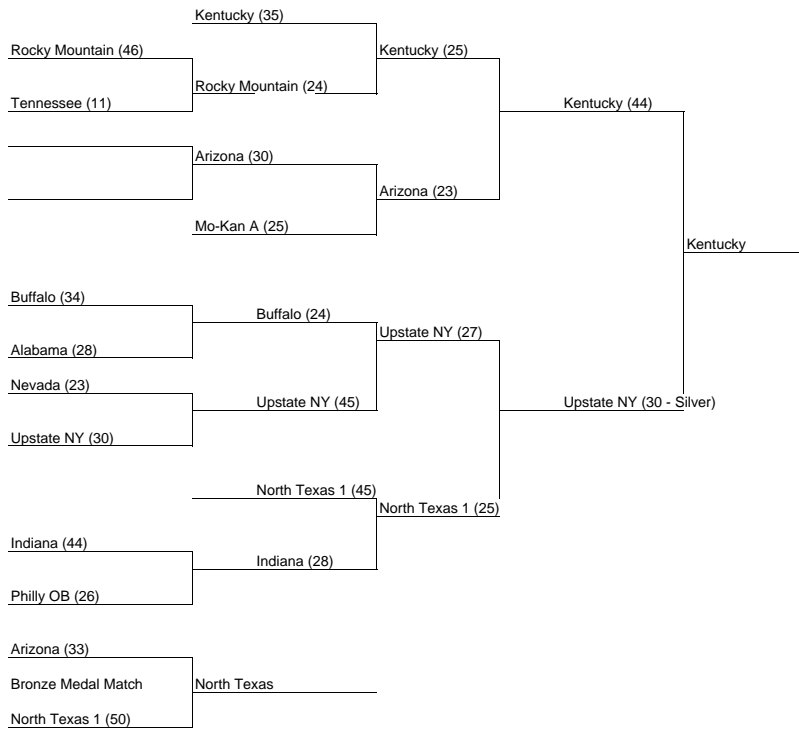 Kentucky (35)
Rocky Mountain (46)
Kentucky (25)
Rocky Mountain (24)
Tennessee (11)
Kentucky (44)
Arizona (30)
Arizona (23)
Mo-Kan A (25)
Kentucky
Buffalo (34)
Buffalo (24)
Upstate NY (27)
Alabama (28)
Nevada (23)
Upstate NY (45)
Upstate NY (30 - Silver)
Upstate NY (30)
North Texas 1 (45)
North Texas 1 (25)
Indiana (44)
Indiana (28)
Philly OB (26)
Arizona (33)
Bronze Medal Match
North Texas
North Texas 1 (50)